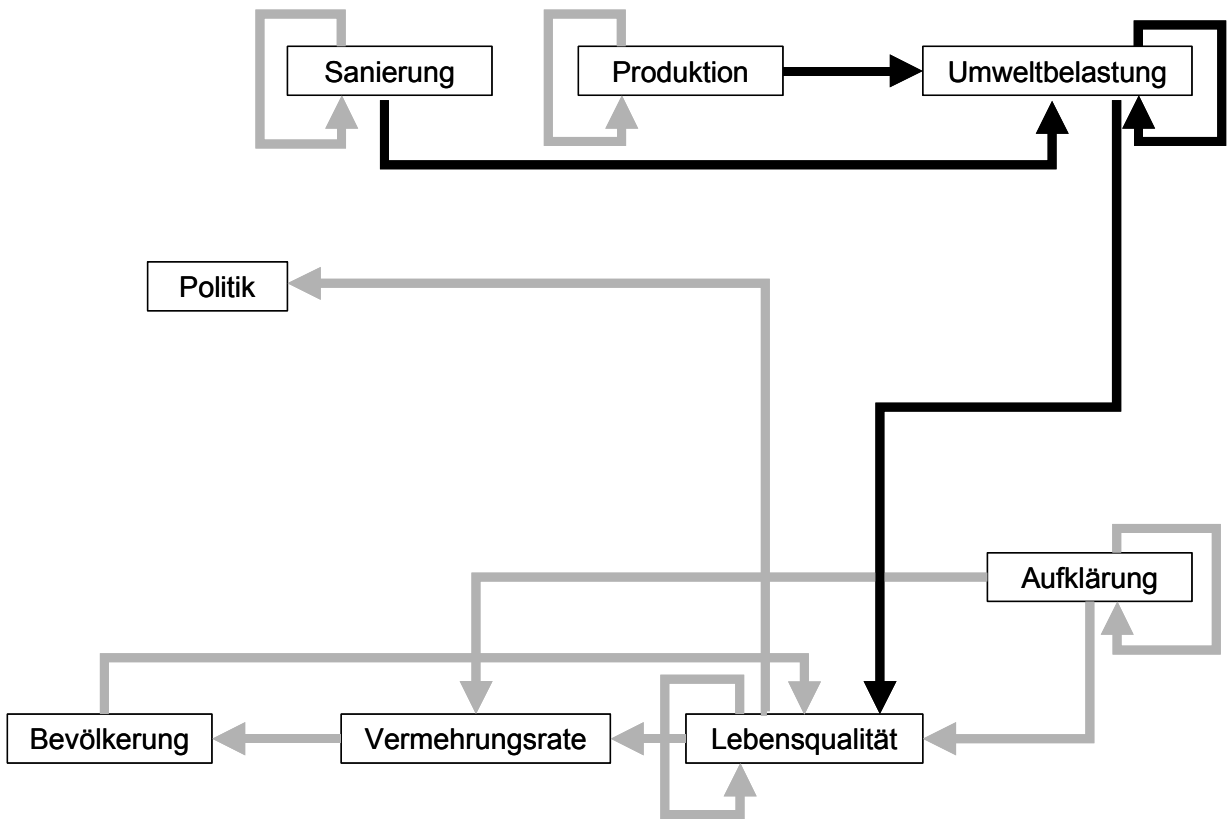 Sanierung
Produktion
Umweltbelastung
Politik
Aufklärung
Bevölkerung
Vermehrungsrate
Lebensqualität